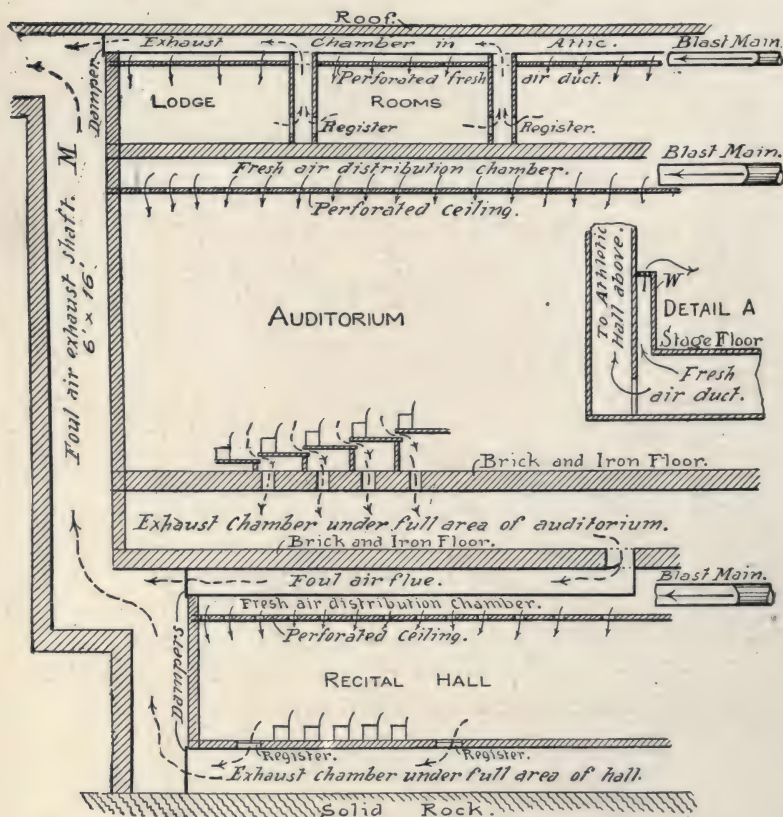 Roof.
Exhaust Chamber in Attic. Blast Main.
Damper
Perforated fresh air duct.
LODGE ROOMS
Register Register.
Fresh air distribution chamber. Blast Main.
Perforated ceiling.
Foul air exhaust shaft. M
6' x 16'.
AUDITORIUM
To Athletic
Hall above.
W
DETAIL A
Stage Floor
Fresh
air duct.
Brick and Iron Floor.
Exhaust Chamber under full area of auditorium.
Brick and Iron Floor.
Foul air flue. Blast Main.
Fresh air distribution Chamber.
Perforated Ceiling.
Dampers
RECITAL HALL
Register. Register.
Exhaust chamber under full area of hall.
Solid Rock.